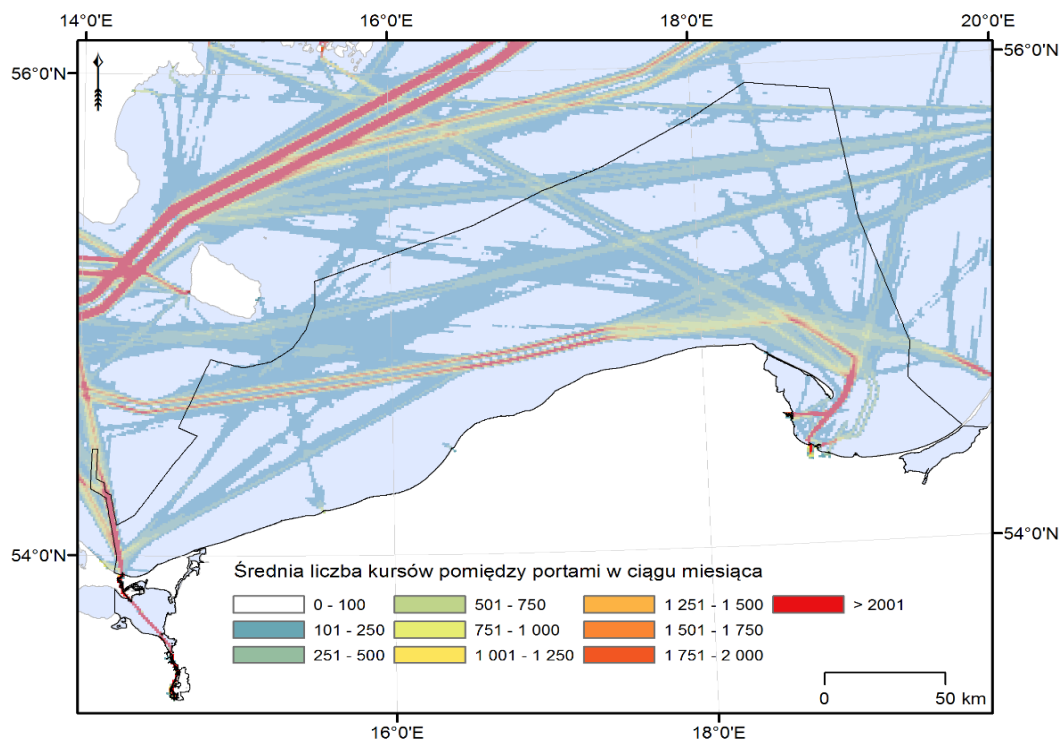 14°0'E 16°0'E 18°0'E 20°0'E
56°0'N 56°0'N
54°0'N 54°0'N
Średnia liczba kursów pomiędzy portami w ciągu miesiąca
0 - 100 501 - 750 1 251 - 1 500 > 2001
101 - 250 751 - 1 000 1 501 - 1 750
251 - 500 1 001 - 1 250 1 751 - 2 000
0 50 km
16°0'E 18°0'E